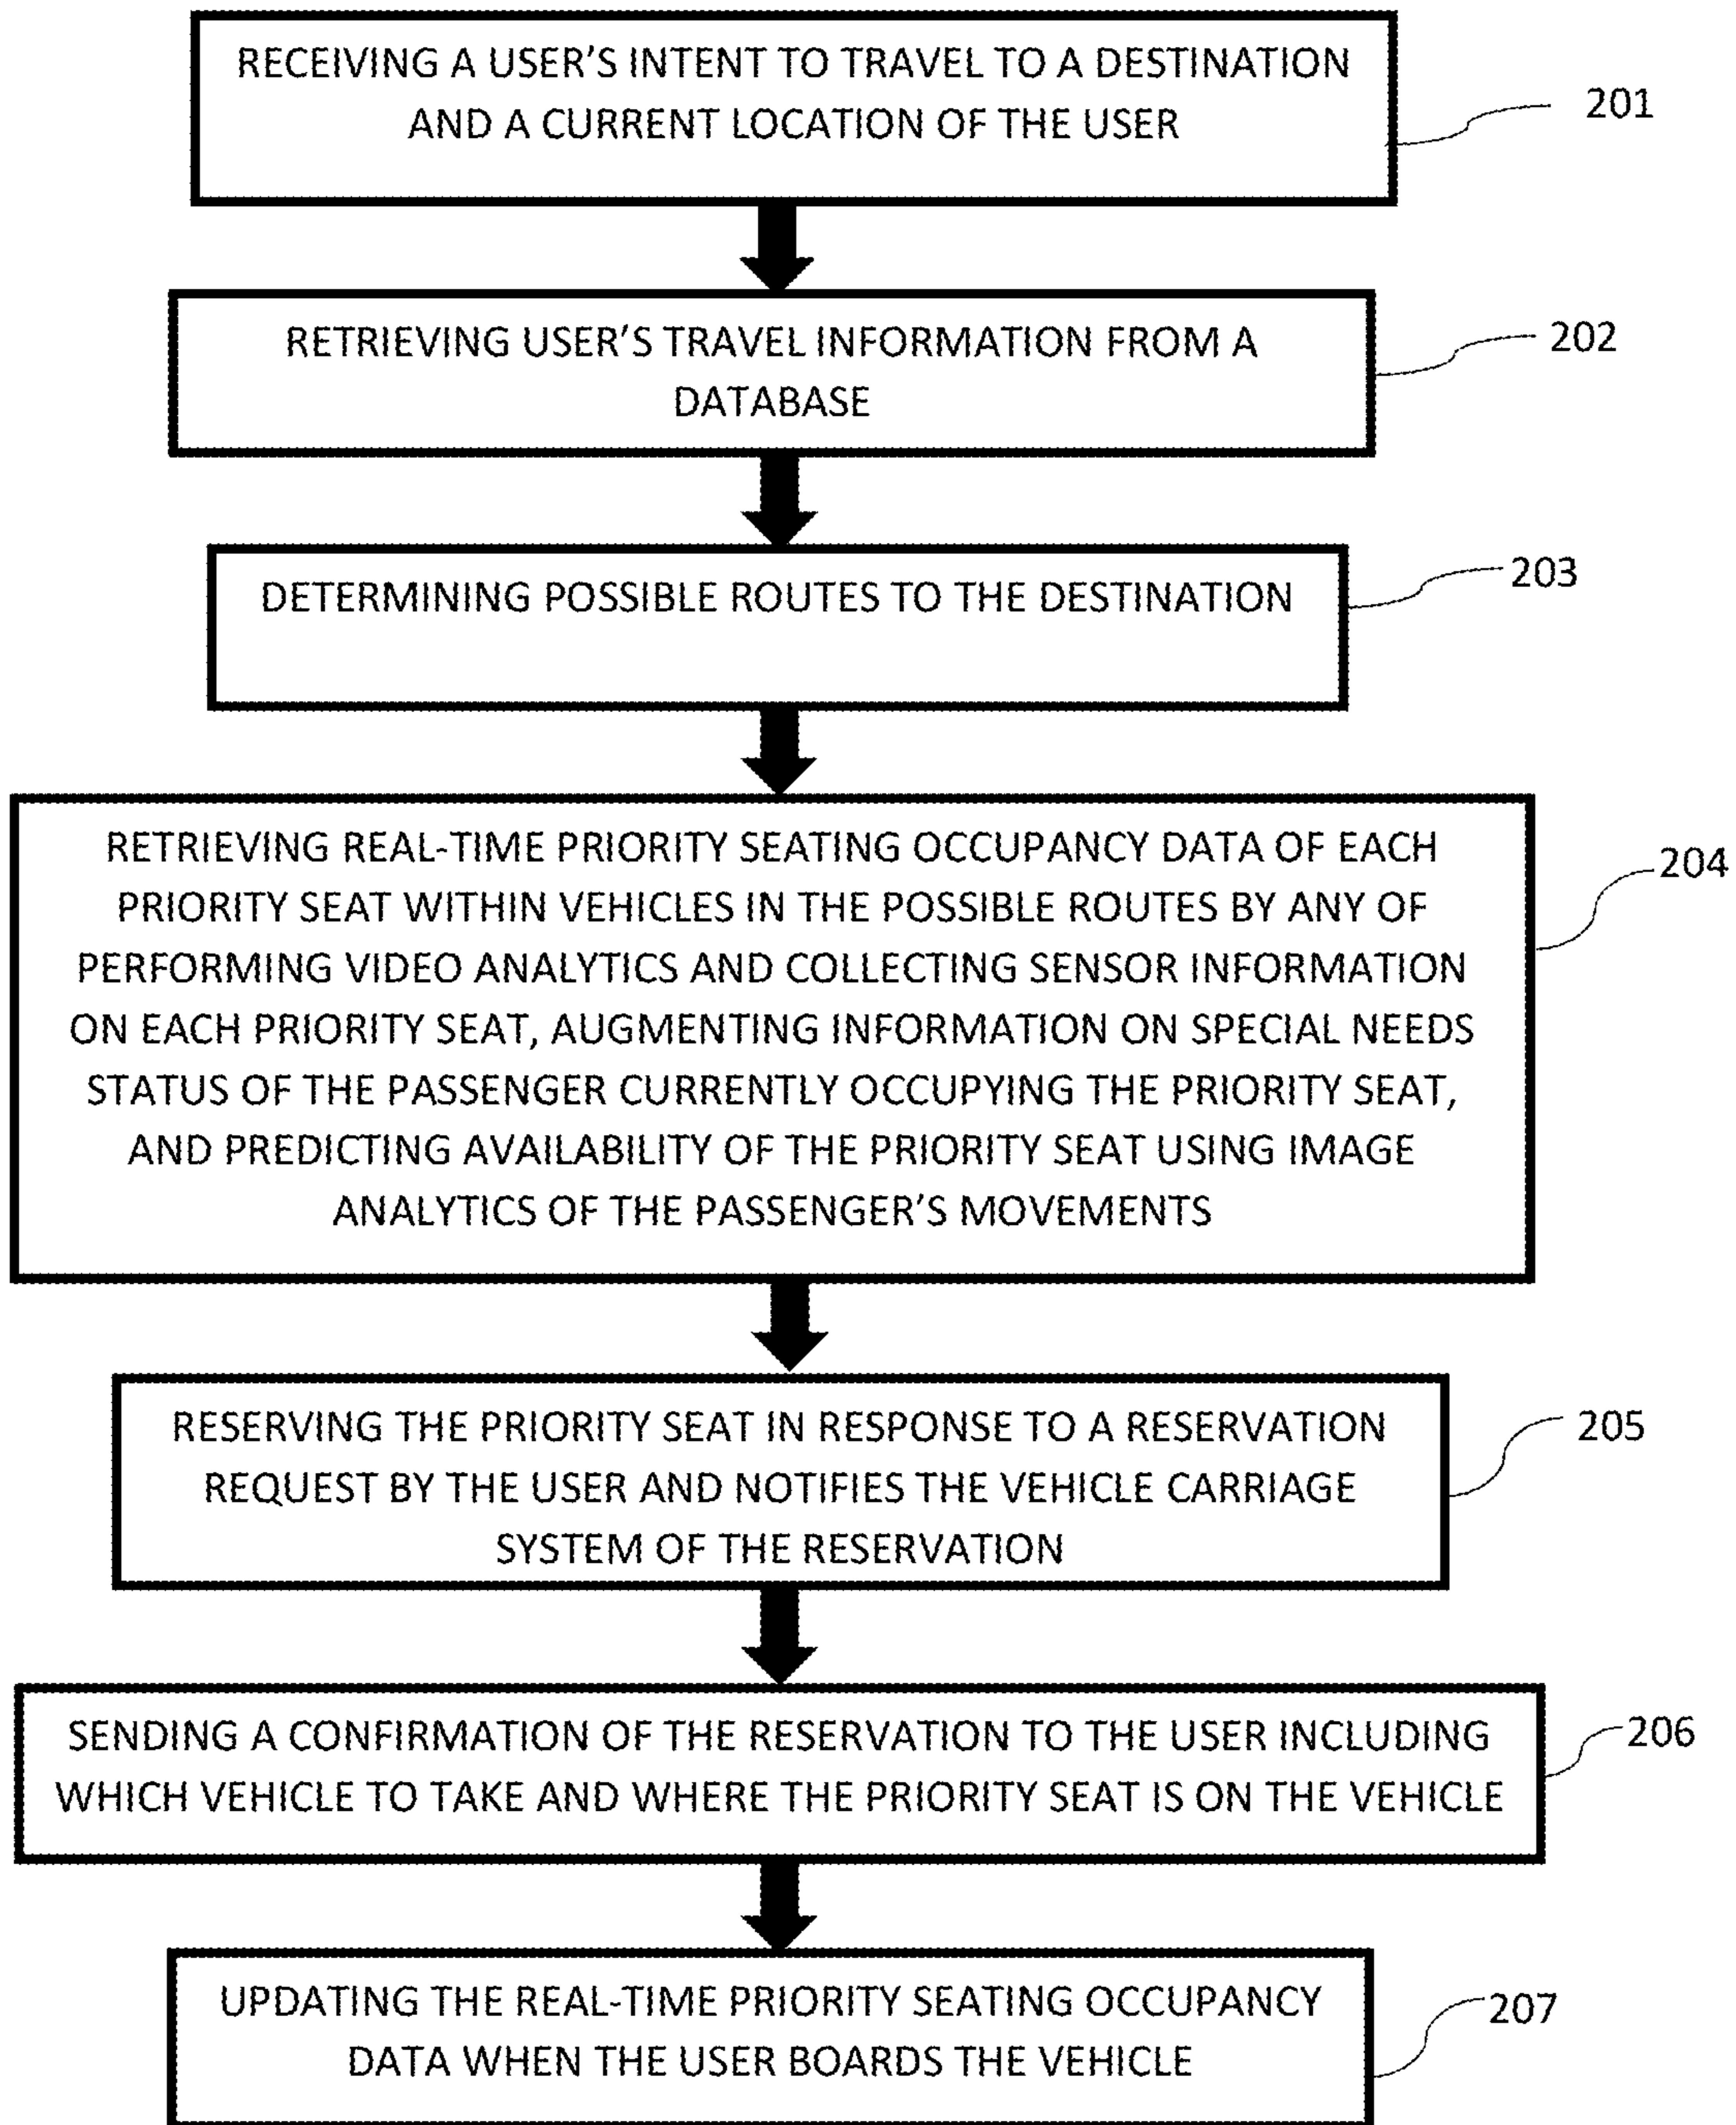 RECEIVING A USER'S INTENT TO TRAVEL TO A DESTINATION
AND A CURRENT LOCATION OF THE USER
201
RETRIEVING USER'S TRAVEL INFORMATION FROM A
DATABASE
202
DETERMINING POSSIBLE ROUTES TO THE DESTINATION
203
RETRIEVING REAL-TIME PRIORITY SEATING OCCUPANCY DATA OF EACH
PRIORITY SEAT WITHIN VEHICLES IN THE POSSIBLE ROUTES BY ANY OF
PERFORMING VIDEO ANALYTICS AND COLLECTING SENSOR INFORMATION
ON EACH PRIORITY SEAT, AUGMENTING INFORMATION ON SPECIAL NEEDS
STATUS OF THE PASSENGER CURRENTLY OCCUPYING THE PRIORITY SEAT,
AND PREDICTING AVAILABILITY OF THE PRIORITY SEAT USING IMAGE
ANALYTICS OF THE PASSENGER'S MOVEMENTS
204
RESERVING THE PRIORITY SEAT IN RESPONSE TO A RESERVATION
REQUEST BY THE USER AND NOTIFIES THE VEHICLE CARRIAGE
SYSTEM OF THE RESERVATION
205
SENDING A CONFIRMATION OF THE RESERVATION TO THE USER INCLUDING
WHICH VEHICLE TO TAKE AND WHERE THE PRIORITY SEAT IS ON THE VEHICLE
206
UPDATING THE REAL-TIME PRIORITY SEATING OCCUPANCY
DATA WHEN THE USER BOARDS THE VEHICLE
207